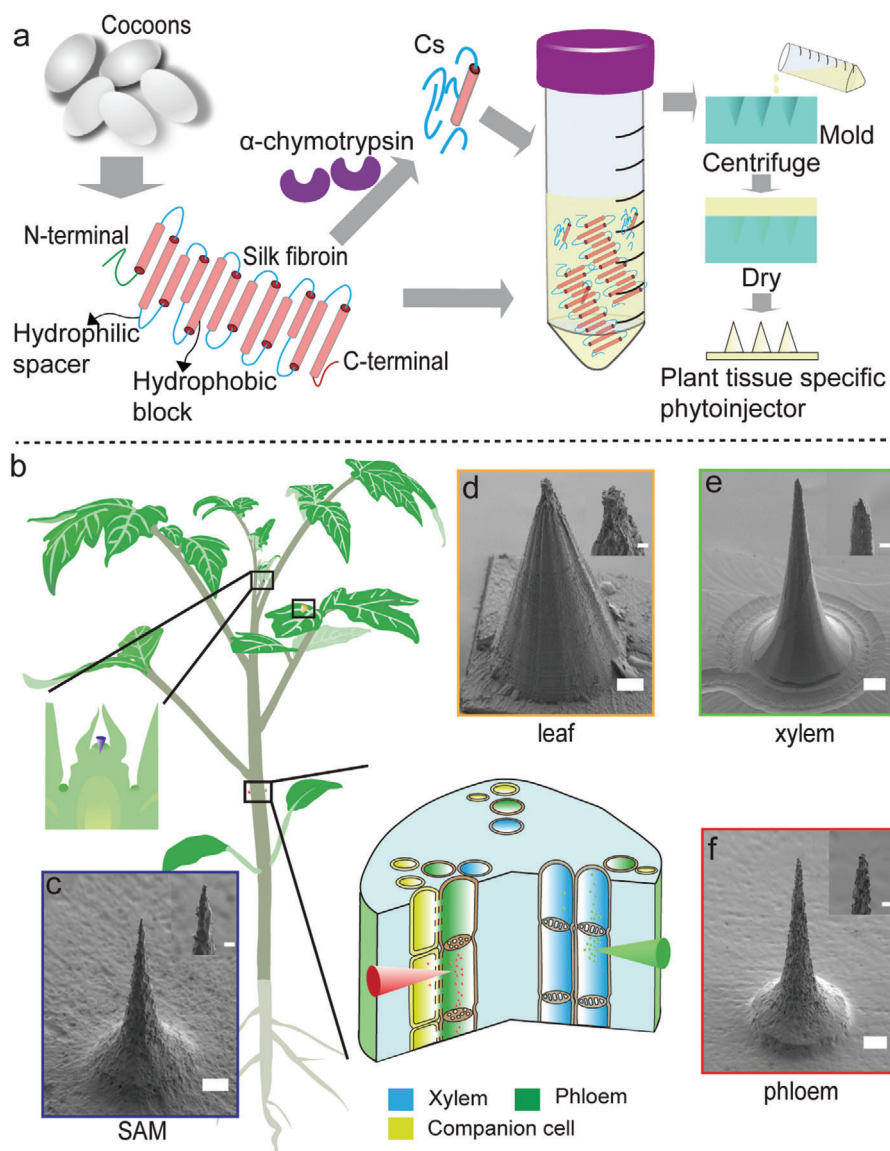 a
Cocoons
Cs
α-chymotrypsin
Mold
Centrifuge
N-terminal
Silk fibroin
Dry
Hydrophilic
spacer
C-terminal
Hydrophobic
block
Plant tissue specific
phytoinjector
b
d
e
leaf
xylem
c
f
SAM
phloem
Xylem
Phloem
Companion cell